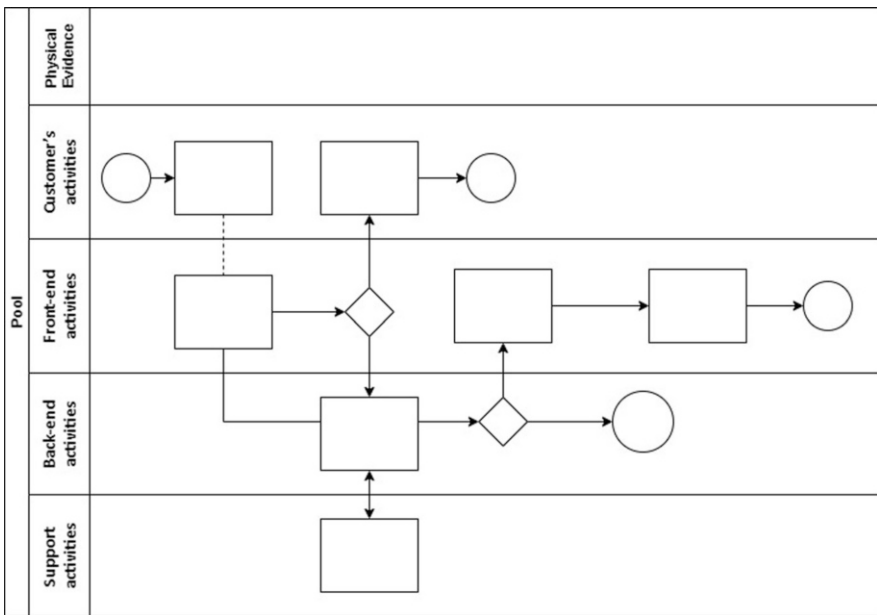 Pool
Physical
Evidence
Customer's
activities
Front-end
activities
Back-end
activities
Support
activities